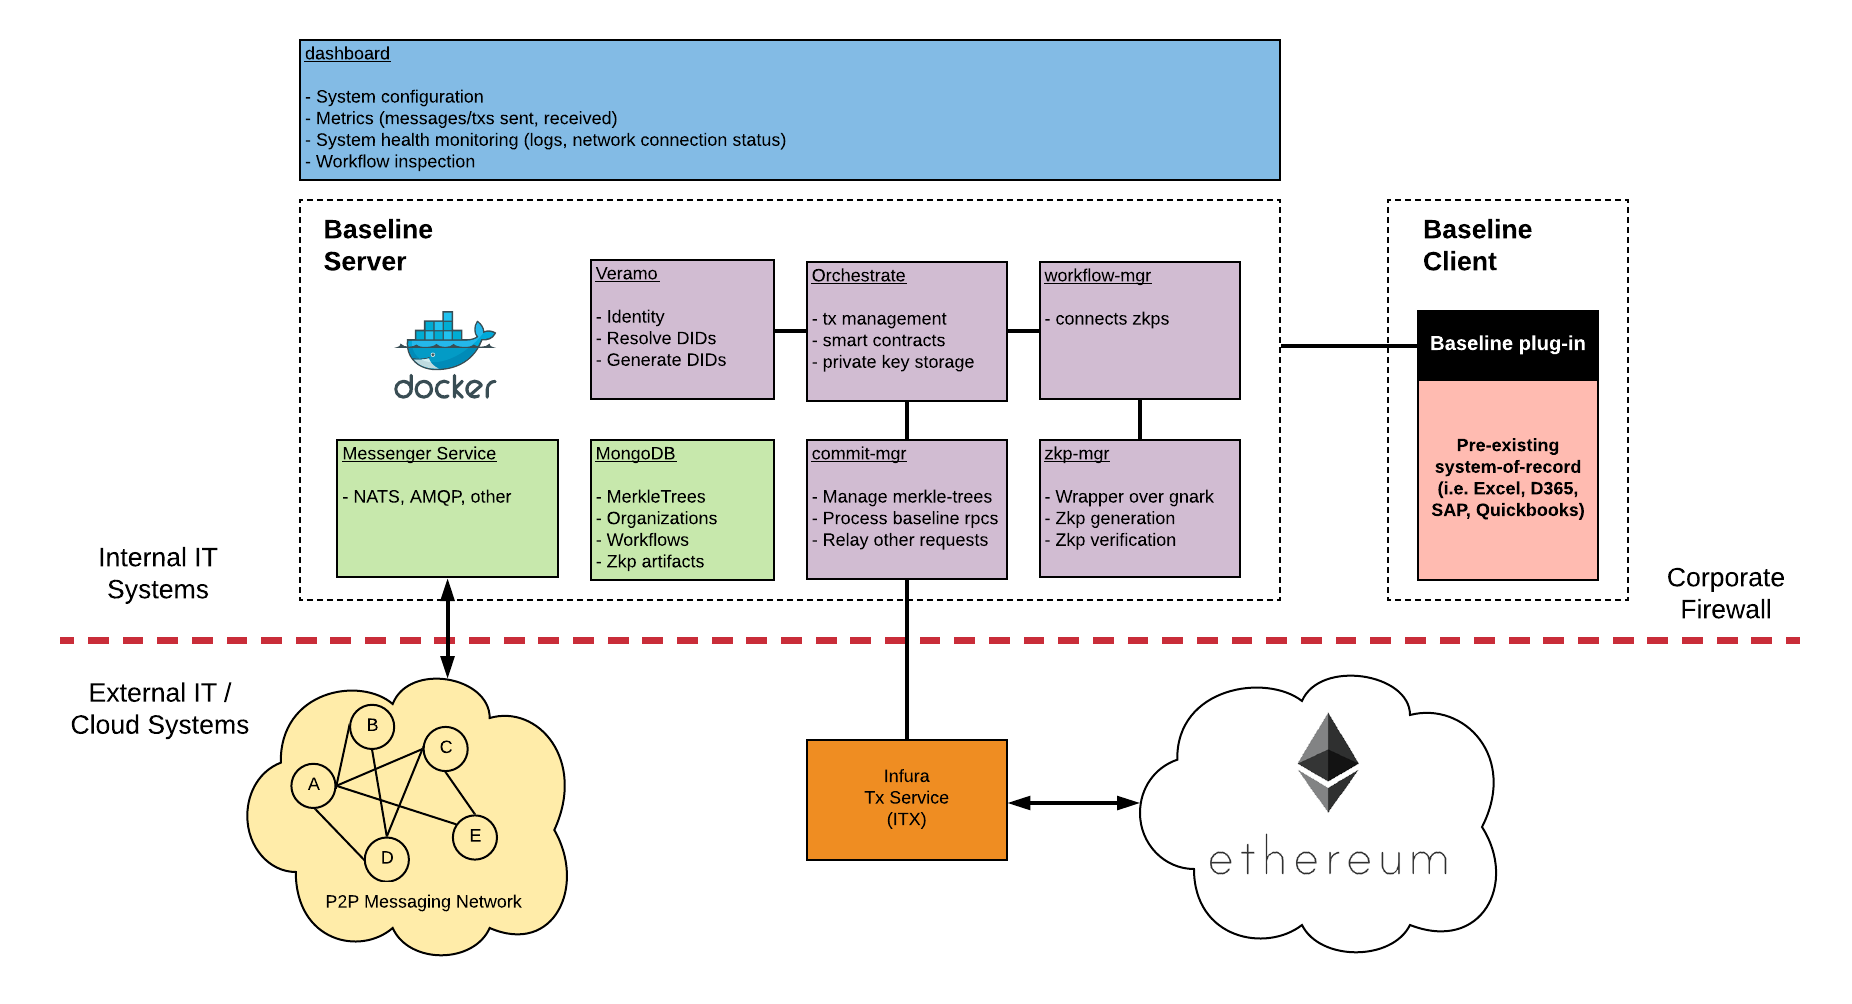 dashboard
- System configuration
- Metrics (messages/txs sent, received)
- System health monitoring (logs, network connection status)
- Workflow inspection
Baseline
Server
docker
Veramo
- Identity
- Resolve DIDs
- Generate DIDs
Orchestrate
- tx management
- smart contracts
- private key storage
workflow-mgr
- connects zkps
Messenger Service
- NATS, AMQP, other
MongoDB
- MerkleTrees
- Organizations
- Workflows
- Zkp artifacts
commit-mgr
- Manage merkle-trees
- Process baseline rpcs
- Relay other requests
zkp-mgr
- Wrapper over gnark
- Zkp generation
- Zkp verification
Baseline
Client
Baseline plug-in
Pre-existing
system-of-record
(i.e. Excel, D365,
SAP, Quickbooks)
Internal IT
Systems
Corporate
Firewall
External IT /
Cloud Systems
B
C
A
E
D
P2P Messaging Network
Infura
Tx Service
(ITX)
ethereum